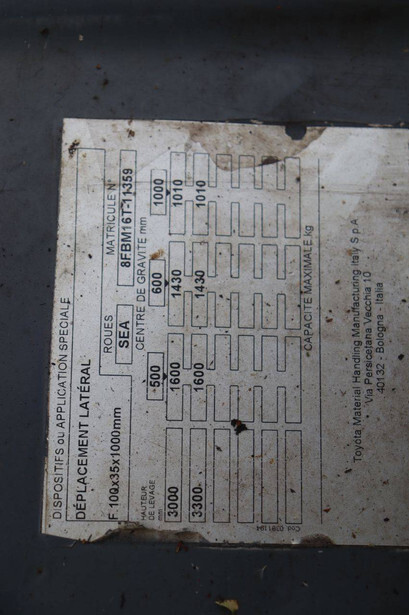 DISPOSITIFS ou APPLICATION SPECIALE
DÉPLACEMENT LATÉRAL
F. 100x35x1000mm
ROUES
SEA
MATRICULE N°
8FBM16T-11359
HAUTEUR DE LEVAGE mm
CENTRE DE GRAVITE mm
500 600 1000
3000 1600 1430 1010
3300 1600 1430 1010
CAPACITE MAXIMALE kg
Cod. 0391194
Toyota Material Handling Manufacturing Italy S.p.A
Via Persicetana Vecchia 10
40132 - Bologna - Italia